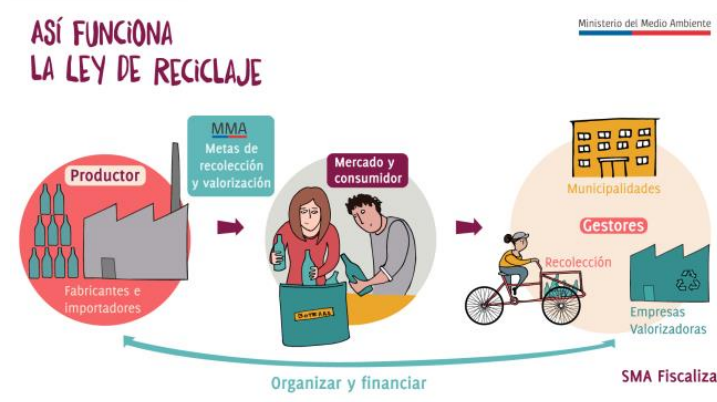 ASÍ FUNCIONA
LA LEY DE RECICLAJE
Ministerio del Medio Ambiente
MMA
Metas de
recolección
y valorización
Productor
Fabricantes e
importadores
Mercado y
consumidor
BOTELLAS
Municipalidades
Gestores
Recolección
Empresas
Valorizadoras
Organizar y financiar
SMA Fiscaliza